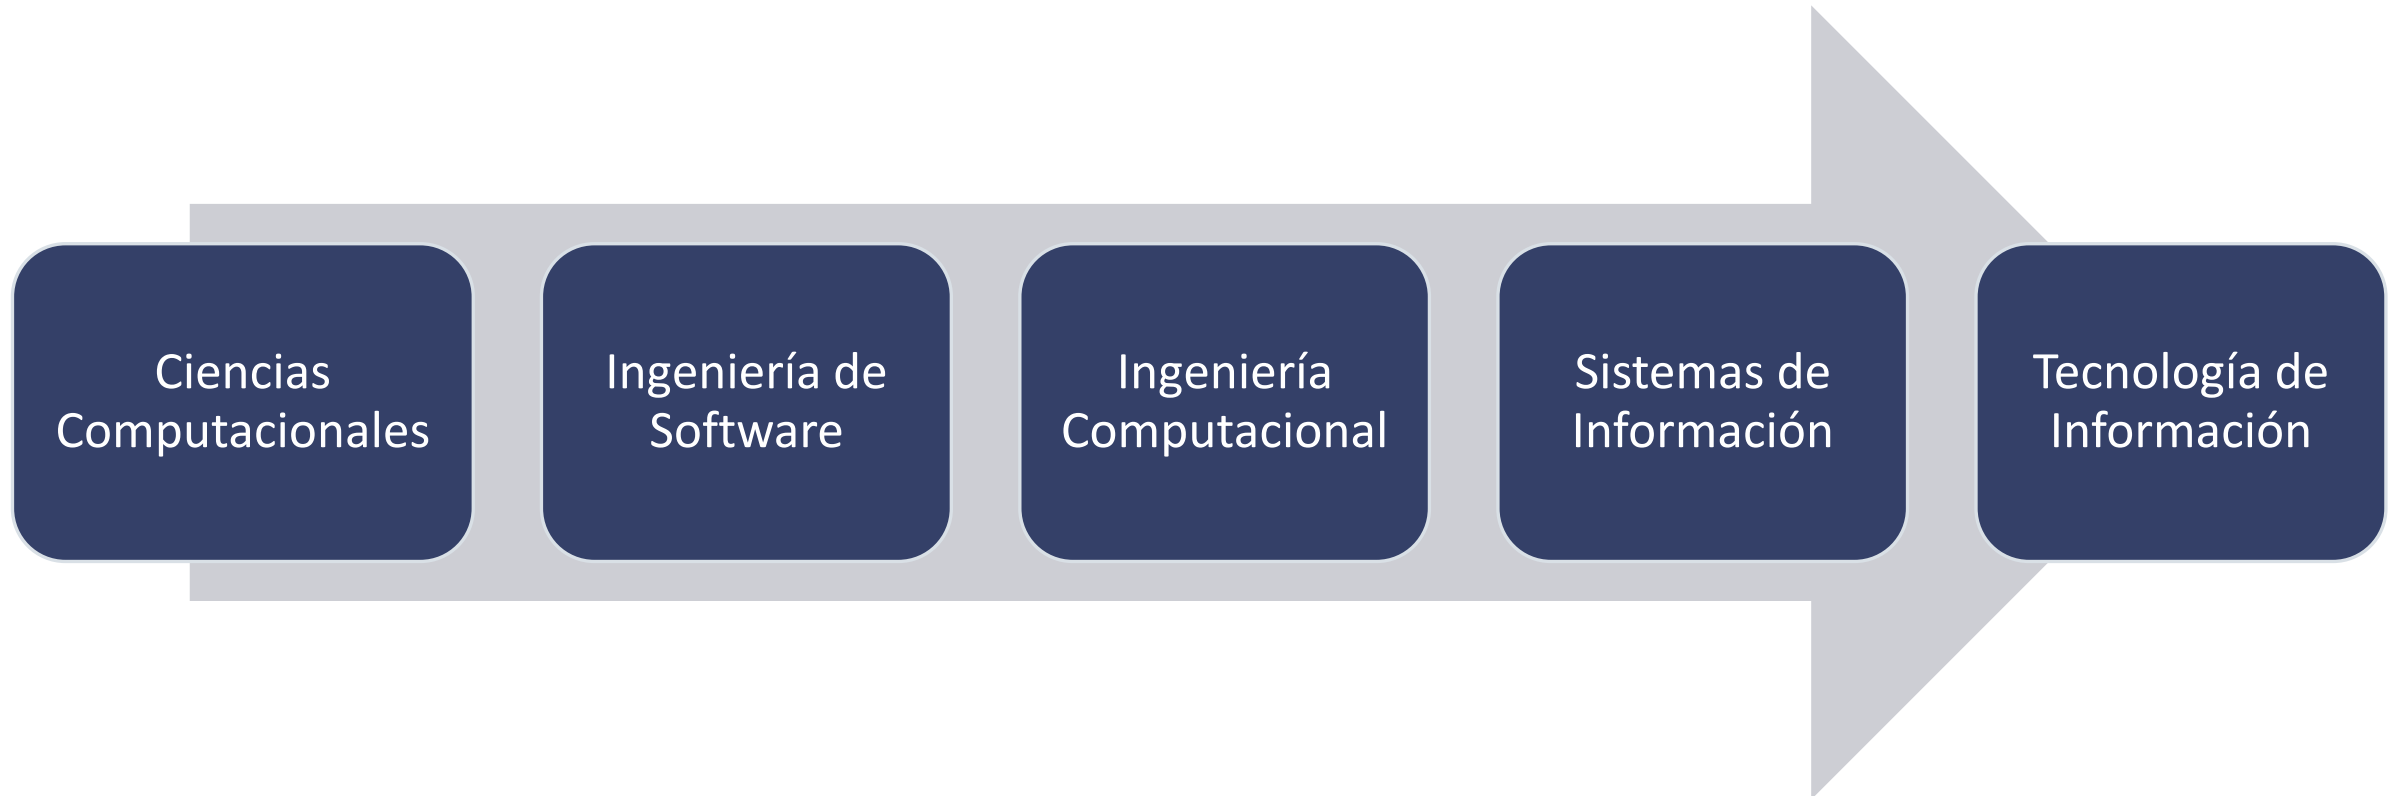 Ciencias
Computacionales
Ingeniería de
Software
Ingeniería
Computacional
Sistemas de
Información
Tecnología de
Información